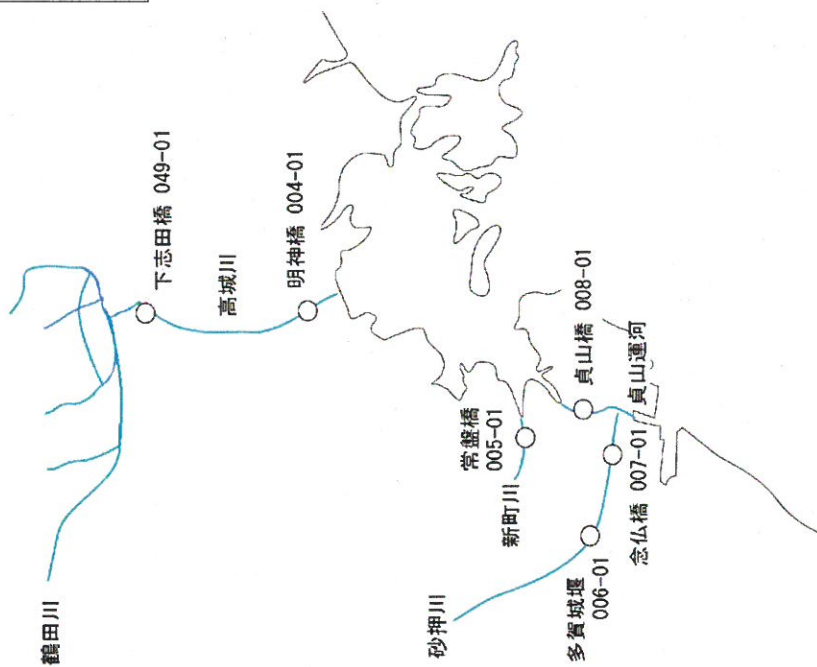 鶴田川
下志田橋 049-01
高城川
明神橋 004-01
常盤橋
005-01
新町川
貞山橋 008-01
貞山運河
念仏橋 007-01
多賀城堰
006-01
砂押川